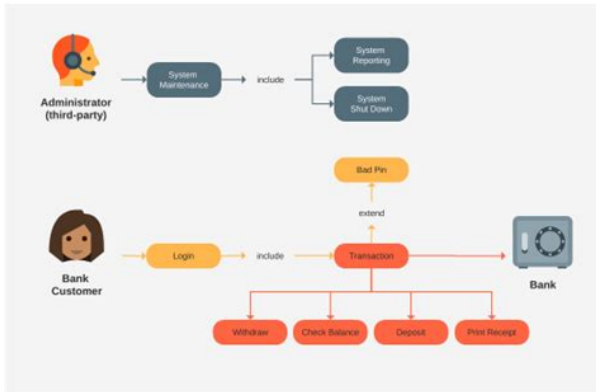 System
Reporting
Administrator
(third-party)
System
Maintenance
include
System
Shut Down
Bad Pin
extend
Bank
Customer
Login
include
Transaction
Bank
Withdraw
Check Balance
Deposit
Print Receipt